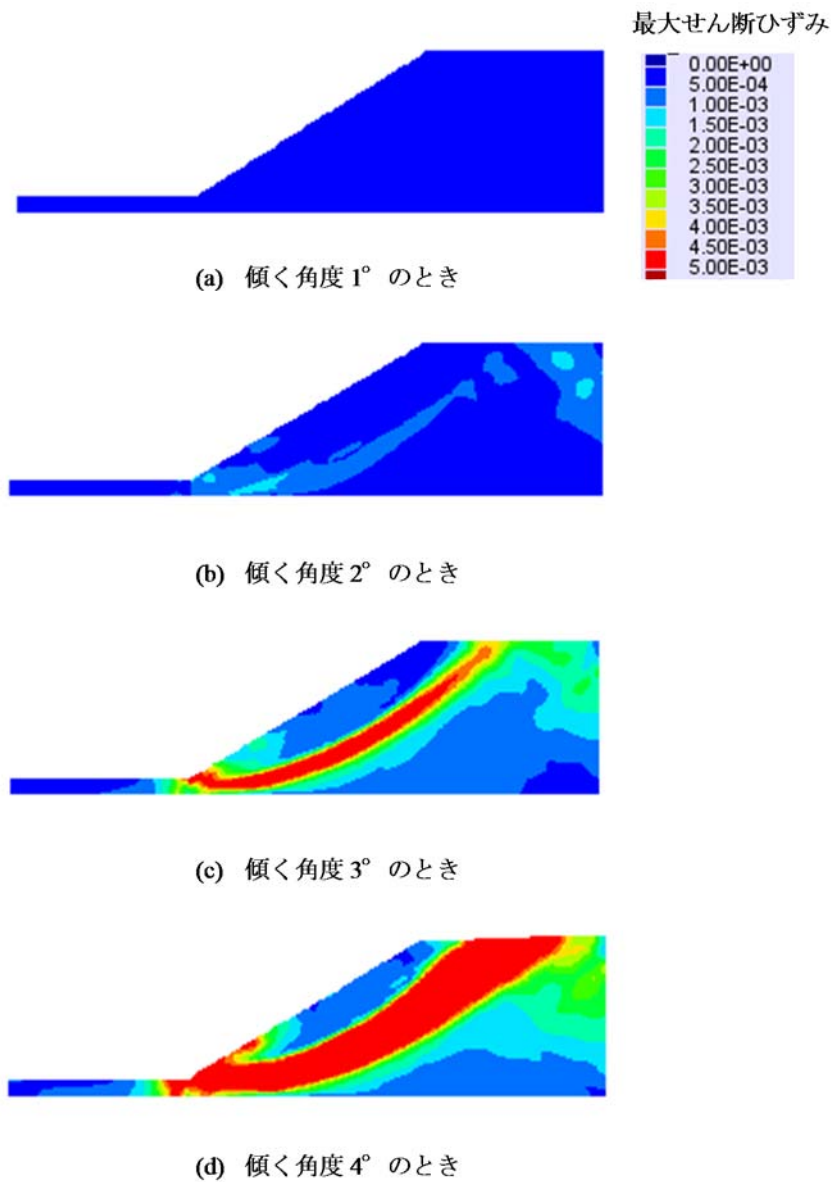 最大せん断ひずみ
0.00E+00
5.00E-04
1.00E-03
1.50E-03
2.00E-03
2.50E-03
3.00E-03
3.50E-03
4.00E-03
4.50E-03
5.00E-03
(a) 傾く角度 1° のとき
(b) 傾く角度 2° のとき
(c) 傾く角度 3° のとき
(d) 傾く角度 4° のとき